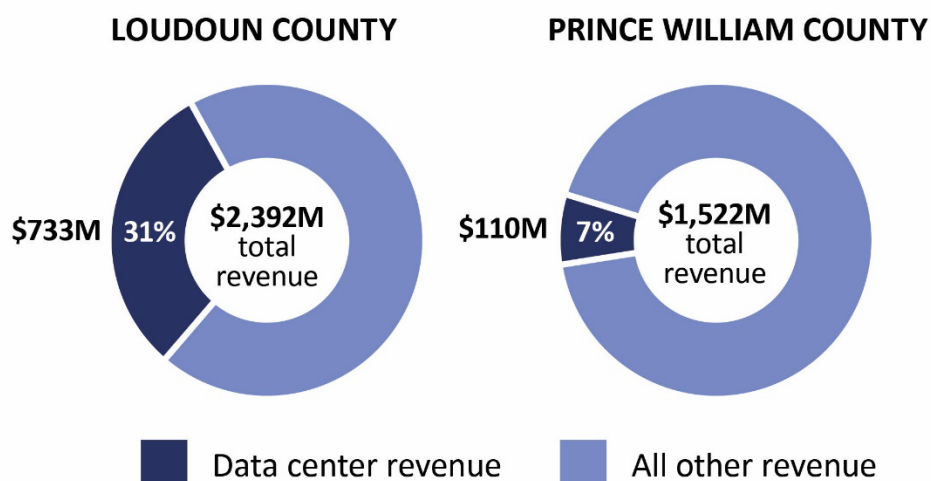 LOUDOUN COUNTY
$733M
31%
$2,392M
total
revenue
PRINCE WILLIAM COUNTY
$110M
7%
$1,522M
total
revenue
Data center revenue
All other revenue